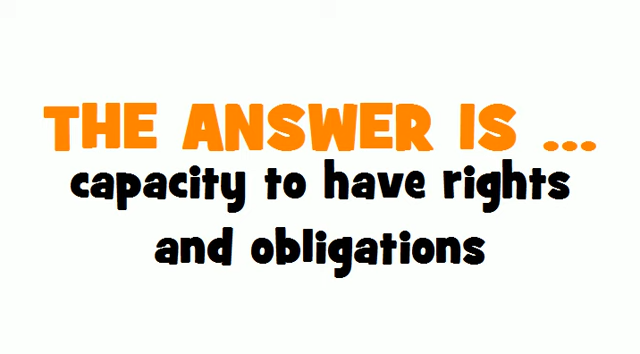 THE ANSWER IS ...
capacity to have rights
and obligations